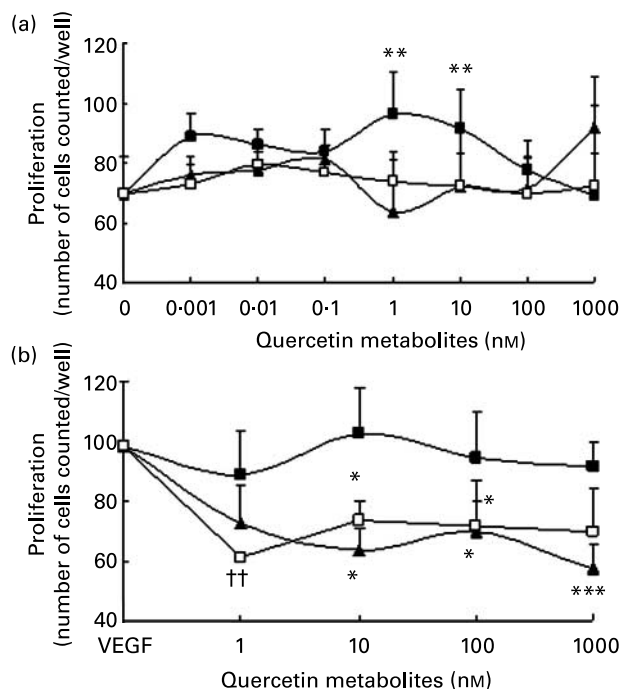 (a)
120
100
80
60
40
Proliferation
(number of cells counted/well)
** **
0 0·001 0·01 0·1 1 10 100 1000
Quercetin metabolites (nM)
(b)
120
100
80
60
40
Proliferation
(number of cells counted/well)
*
*
†† * * ***
VEGF 1 10 100 1000
Quercetin metabolites (nM)